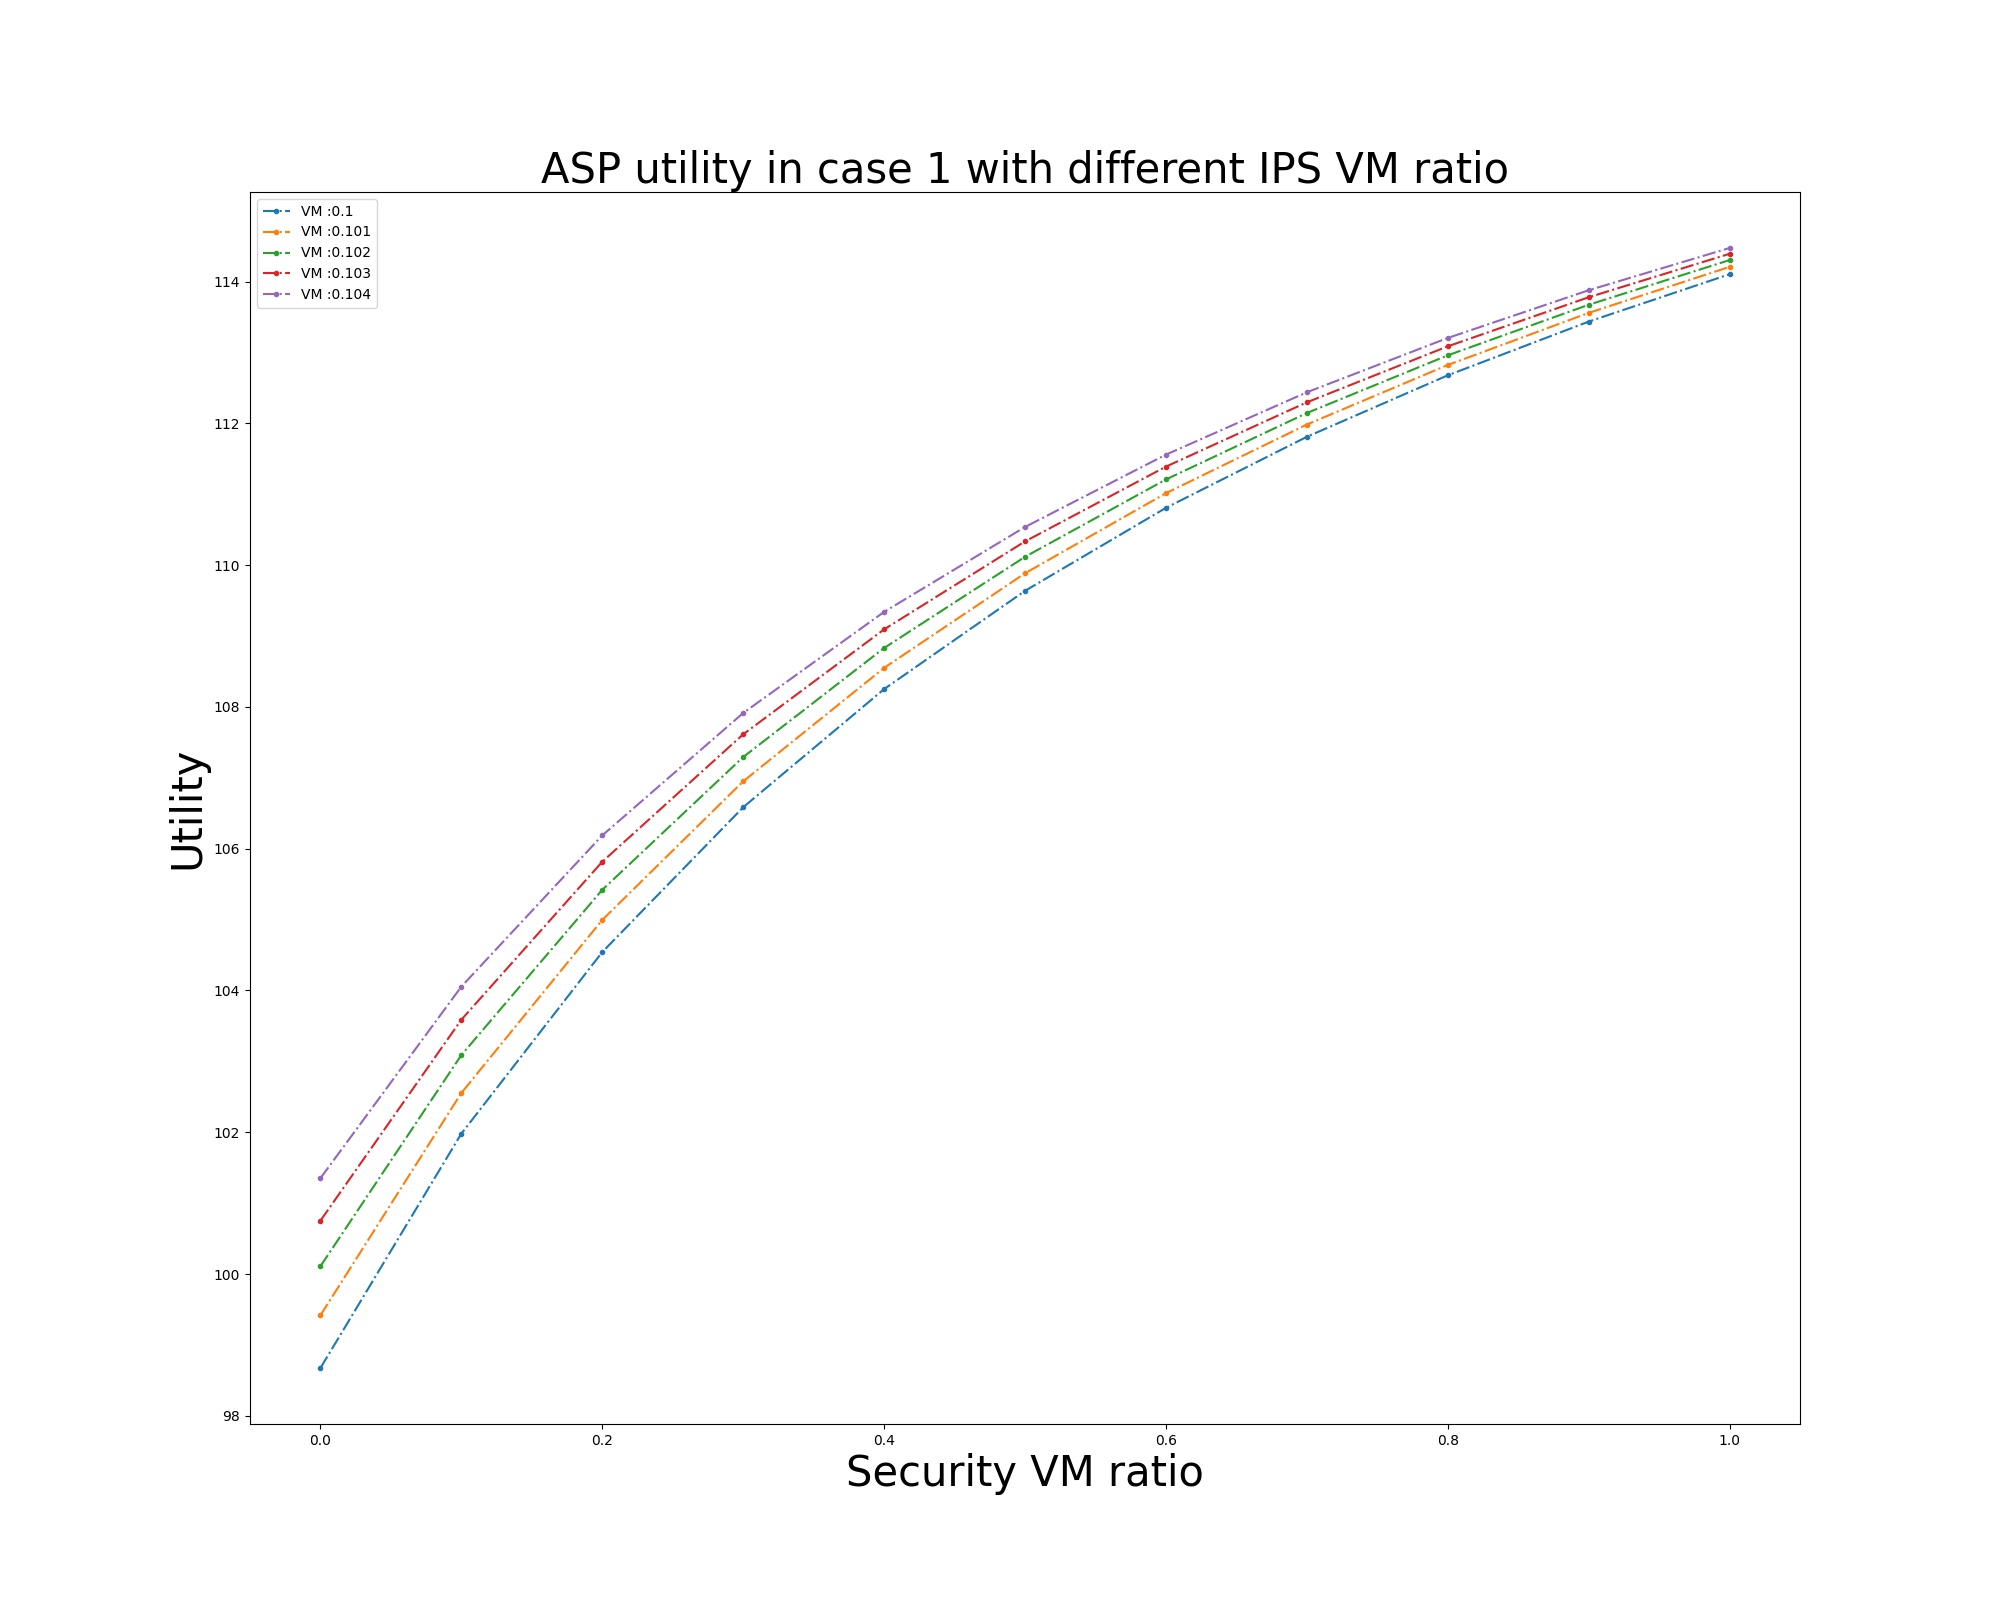 ASP utility in case 1 with different IPS VM ratio
VM :0.1
VM :0.101
VM :0.102
VM :0.103
VM :0.104
114
112
110
108
106
104
102
100
98
Utility
0.0 0.2 0.4 0.6 0.8 1.0
Security VM ratio